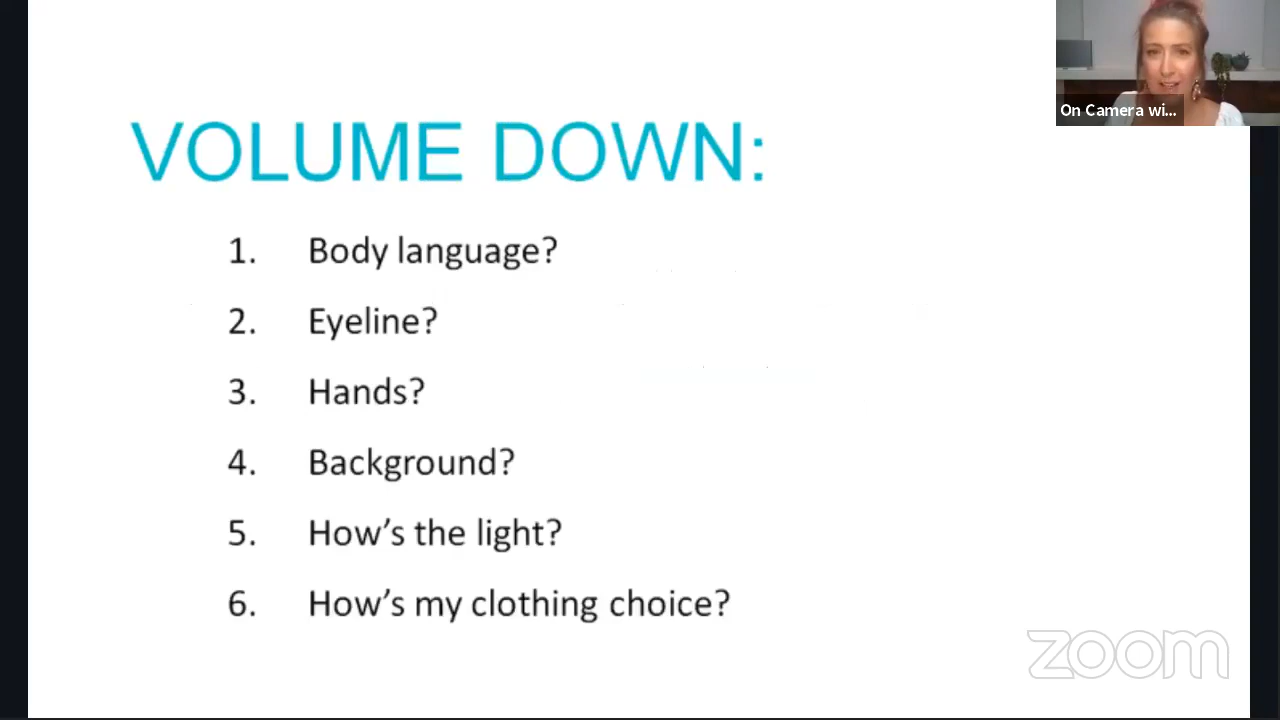 On Camera wi...
VOLUME DOWN:
1. Body language?
2. Eyeline?
3. Hands?
4. Background?
5. How’s the light?
6. How’s my clothing choice?
zoom